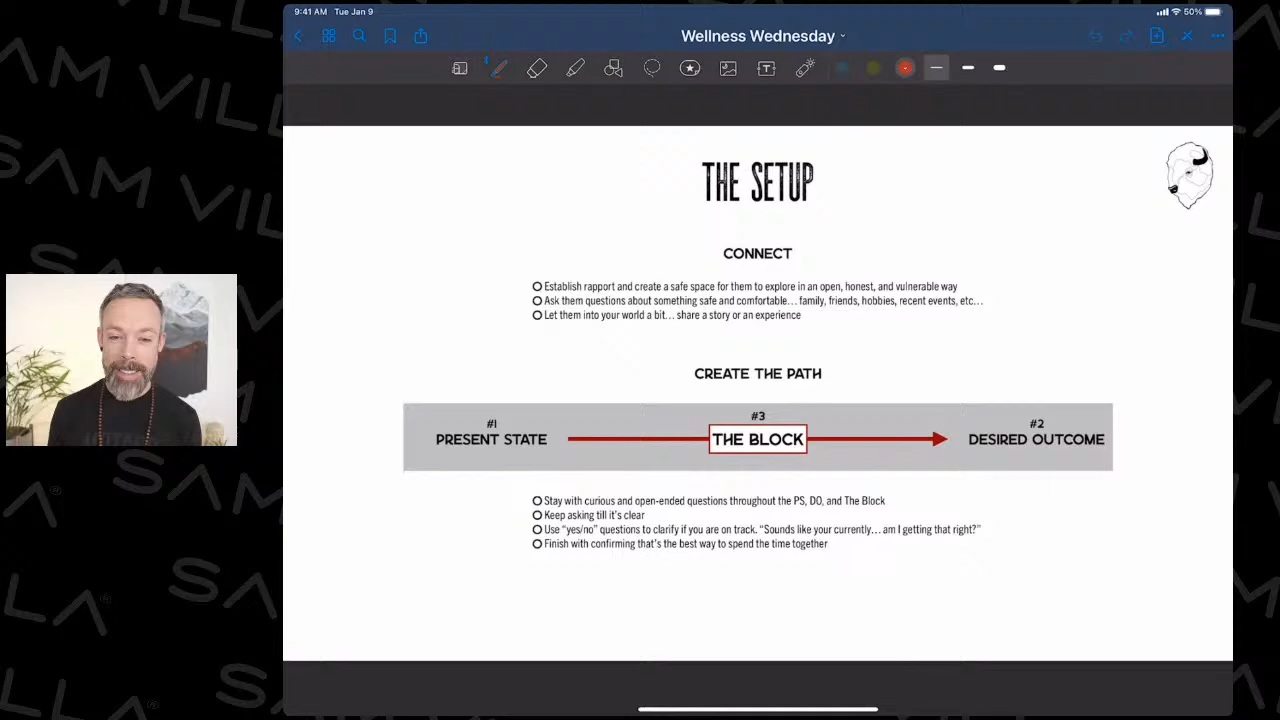 9:41 AM Tue Jan 9
50%
Wellness Wednesday
THE SETUP
CONNECT
Establish rapport and create a safe space for them to explore in an open, honest, and vulnerable way
Ask them questions about something safe and comfortable... family, friends, hobbies, recent events, etc...
Let them into your world a bit... share a story or an experience
CREATE THE PATH
#1
PRESENT STATE
#3
THE BLOCK
#2
DESIRED OUTCOME
Stay with curious and open-ended questions throughout the PS, DO, and The Block
Keep asking till it's clear
Use “yes/no” questions to clarify if you are on track. “Sounds like your currently... am I getting that right?”
Finish with confirming that's the best way to spend the time together
SAM VILLA